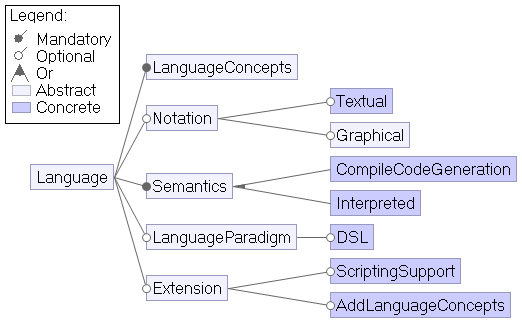 Legend:
Mandatory
Optional
Or
Abstract
Concrete
Language
LanguageConcepts
Notation
Textual
Graphical
Semantics
CompileCodeGeneration
Interpreted
LanguageParadigm
DSL
Extension
ScriptingSupport
AddLanguageConcepts